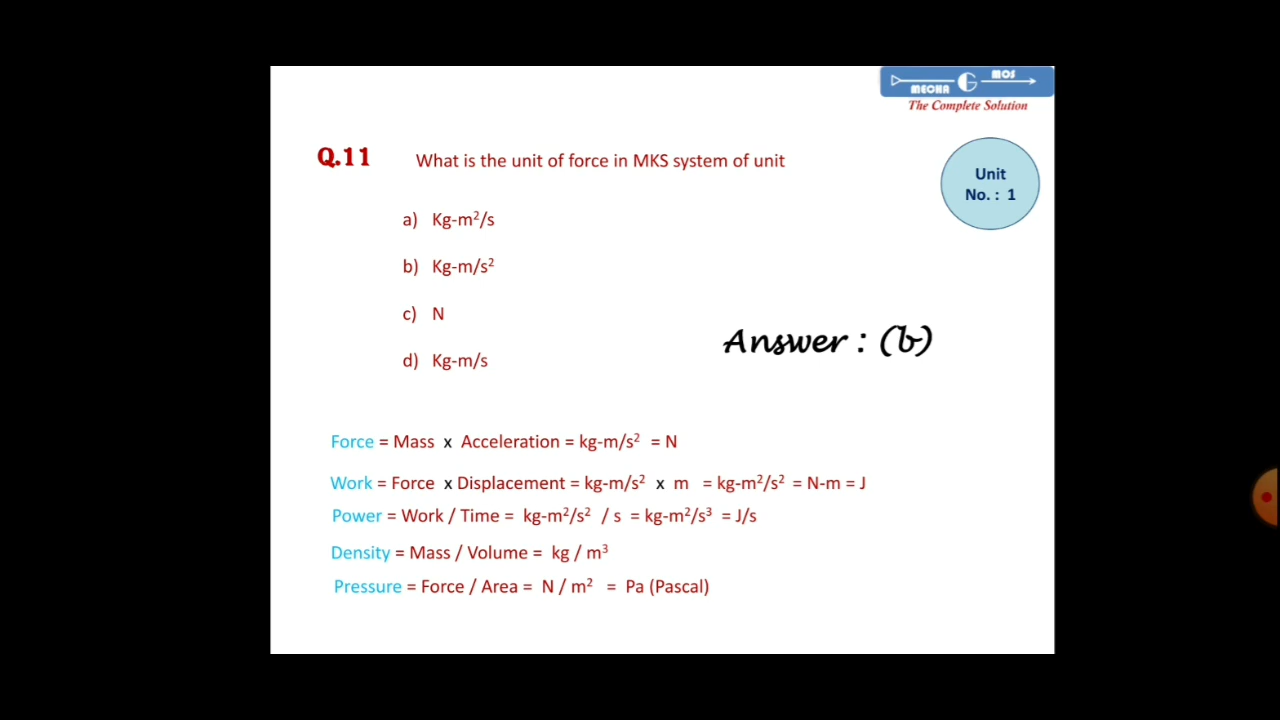 MECHA G MOS
The Complete Solution
Q.11 What is the unit of force in MKS system of unit
Unit
No. : 1
a) Kg-m²/s
b) Kg-m/s²
c) N
d) Kg-m/s
Answer : (b)
Force = Mass x Acceleration = kg-m/s² = N
Work = Force x Displacement = kg-m/s² x m = kg-m²/s² = N-m = J
Power = Work / Time = kg-m²/s² / s = kg-m²/s³ = J/s
Density = Mass / Volume = kg / m³
Pressure = Force / Area = N / m² = Pa (Pascal)